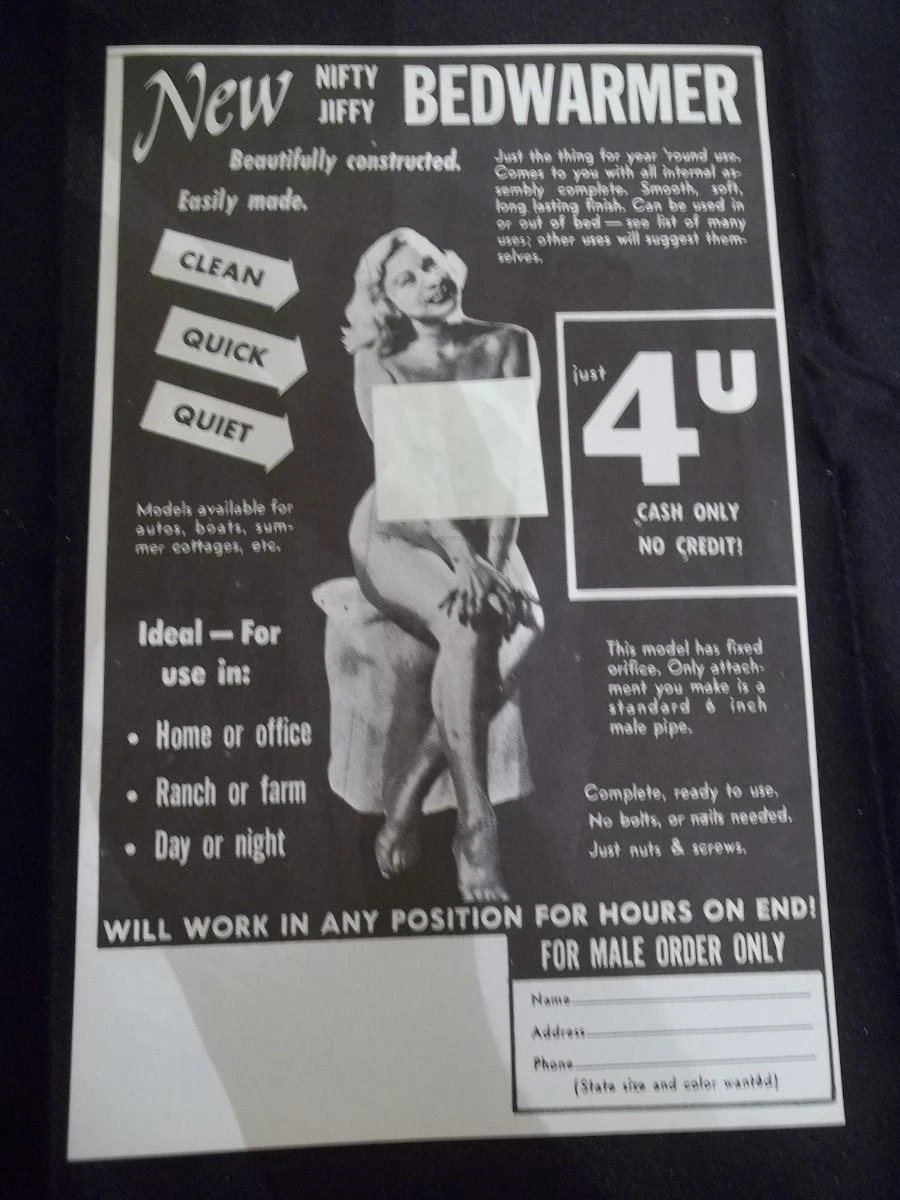 New NIFTY JIFFY BEDWARMER
Beautifully constructed.
Easily made.
Just the thing for year 'round use.
Comes to you with all internal as-
sembly complete. Smooth, soft,
long lasting finish. Can be used in
or out of bed — see list of many
uses; other uses will suggest them-
selves.
CLEAN
QUICK
QUIET
just
4U
CASH ONLY
NO CREDIT!
Models available for
autos, boats, sum-
mer cottages, etc.
Ideal — For
use in:
• Home or office
• Ranch or farm
• Day or night
This model has fixed
orifice. Only attach-
ment you make is a
standard 6 inch
male pipe.
Complete, ready to use.
No bolts, or nails needed.
Just nuts & screws.
WILL WORK IN ANY POSITION FOR HOURS ON END!
FOR MALE ORDER ONLY
Name
Address
Phone
(State size and color wanted)